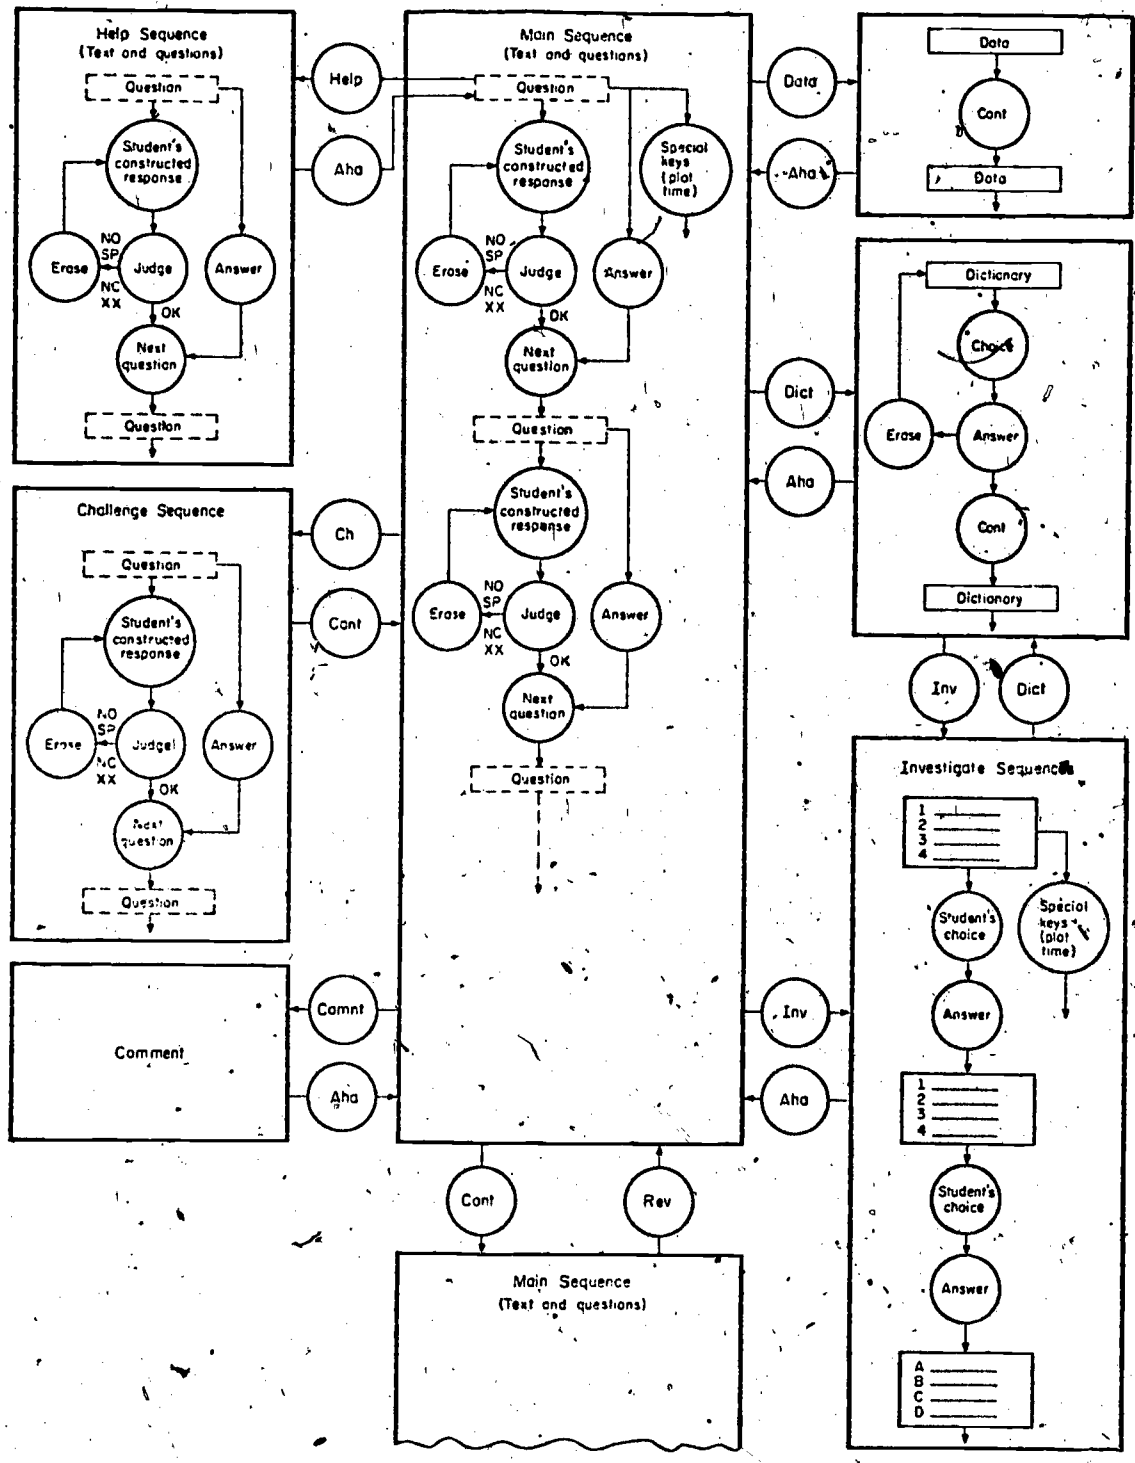 Help Sequence
(Text and questions)
Question
Student's
constructed
response
Erase
NO
SP
NC
XX
Judge
Answer
OK
Next
question
Question
Help
Aha
Main Sequence
(Text and questions)
Question
Student's
constructed
response
Special
keys
(plot
time)
Erase
NO
SP
NC
XX
Judge
Answer
OK
Next
question
Question
Student's
constructed
response
Erase
NO
SP
NC
XX
Judge
Answer
OK
Next
question
Question
Data
Aha
Data
Cont
Data
Dict
Aha
Dictionary
Choice
Erase
Answer
Cont
Dictionary
Challenge Sequence
Question
Student's
constructed
response
Erase
NO
SP
NC
XX
Judge
Answer
OK
Next
question
Question
Ch
Cont
Inv
Dict
Investigate Sequence
1
2
3
4
Student's
choice
Special
keys
(plot
time)
Answer
1
2
3
4
Student's
choice
Answer
A
B
C
D
Comment
Comnt
Aha
Inv
Aha
Cont
Rev
Main Sequence
(Text and questions)